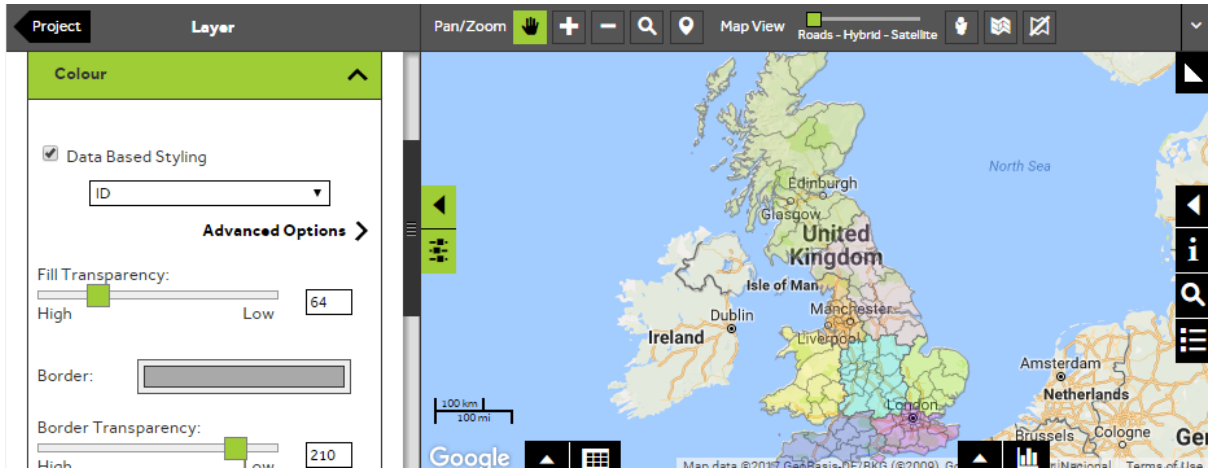 Project
Layer
Pan/Zoom
Map View
Roads - Hybrid - Satellite
Colour
Data Based Styling
ID
Advanced Options
Fill Transparency:
64
High
Low
Border:
Border Transparency:
210
High
Low
North Sea
Edinburgh
Glasgow
United
Kingdom
Isle of Man
Dublin
Manchester
Ireland
Liverpool
Amsterdam
Netherlands
London
Brussels
Cologne
Ger
100 km
100 mi
Google
Map data ©2017 GeoBasis-DE/BKG (©2009), Go
Nacional
Terms of Use